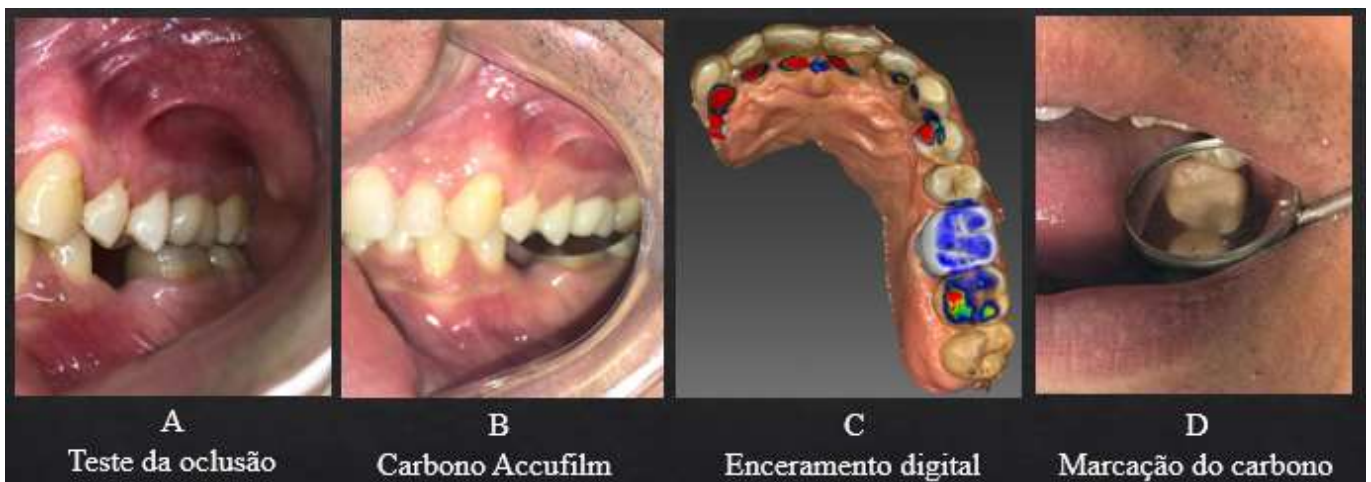 A
Teste da oclusão
B
Carbono Accufilm
C
Enceramento digital
D
Marcação do carbono